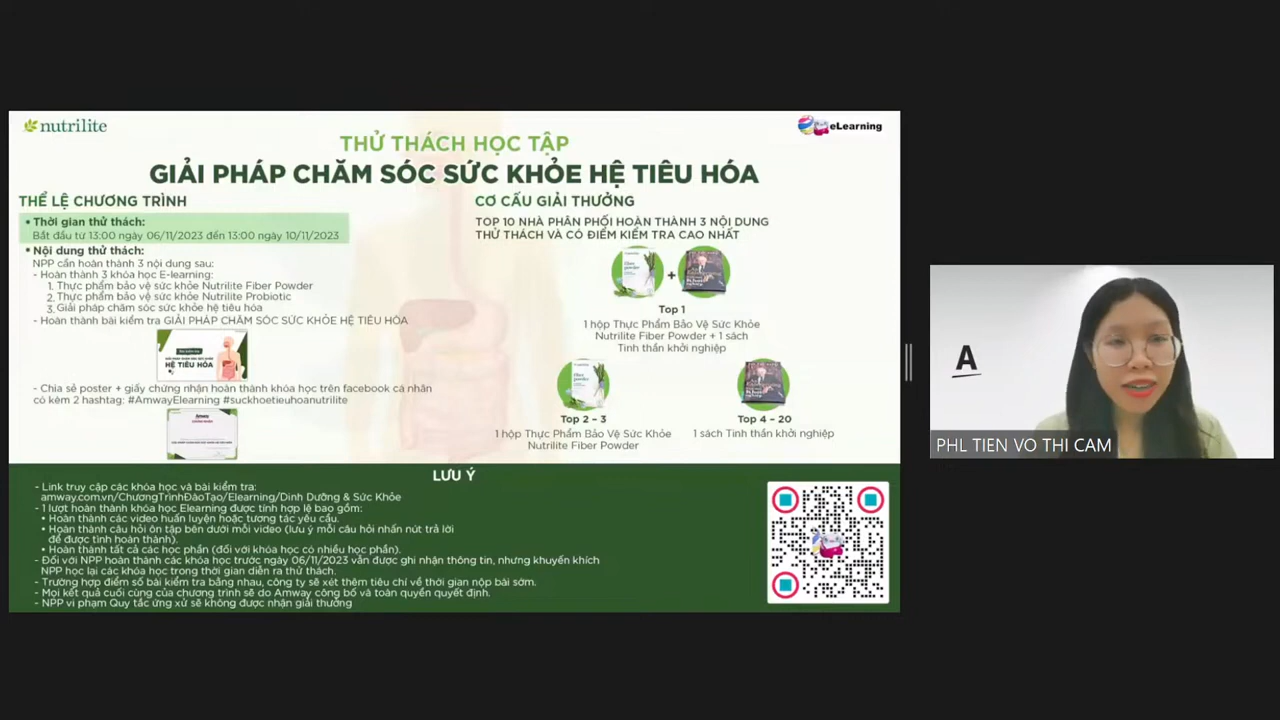 nutrilite
eLearning
THỬ THÁCH HỌC TẬP
GIẢI PHÁP CHĂM SÓC SỨC KHỎE HỆ TIÊU HÓA
THỂ LỆ CHƯƠNG TRÌNH
• Thời gian thử thách:
Bắt đầu từ 13:00 ngày 06/11/2023 đến 13:00 ngày 10/11/2023
• Nội dung thử thách:
NPP cần hoàn thành 3 nội dung sau:
- Hoàn thành 3 khóa học E-learning:
1. Thực phẩm bảo vệ sức khỏe Nutrilite Fiber Powder
2. Thực phẩm bảo vệ sức khỏe Nutrilite Probiotic
3. Giải pháp chăm sóc sức khỏe hệ tiêu hóa
- Hoàn thành bài kiểm tra GIẢI PHÁP CHĂM SÓC SỨC KHỎE HỆ TIÊU HÓA
HỆ TIÊU HÓA
- Chia sẻ poster + giấy chứng nhận hoàn thành khóa học trên facebook cá nhân
có kèm 2 hashtag: #AmwayElearning #suckhoetieuhoanutrilite
Amway
CƠ CẤU GIẢI THƯỞNG
TOP 10 NHÀ PHÂN PHỐI HOÀN THÀNH 3 NỘI DUNG
THỬ THÁCH VÀ CÓ ĐIỂM KIỂM TRA CAO NHẤT
+
Top 1
1 hộp Thực Phẩm Bảo Vệ Sức Khỏe
Nutrilite Fiber Powder + 1 sách
Tinh thần khởi nghiệp
Top 2 - 3
1 hộp Thực Phẩm Bảo Vệ Sức Khỏe
Nutrilite Fiber Powder
Top 4 - 20
1 sách Tinh thần khởi nghiệp
LƯU Ý
- Link truy cập các khóa học và bài kiểm tra:
amway.com.vn/ChươngTrìnhĐàoTạo/Elearning/Dinh Dưỡng & Sức Khỏe
- 1 lượt hoàn thành khóa học Elearning được tính hợp lệ bao gồm:
• Hoàn thành các video huấn luyện hoặc tương tác yêu cầu.
• Hoàn thành câu hỏi ôn tập bên dưới mỗi video (lưu ý mỗi câu hỏi nhấn nút trả lời
để được tính hoàn thành).
• Hoàn thành tất cả các học phần (đối với khóa học có nhiều học phần).
- Đối với NPP hoàn thành các khóa học trước ngày 06/11/2023 vẫn được ghi nhận thông tin, nhưng khuyến khích
NPP học lại các khóa học trong thời gian diễn ra thử thách.
- Trường hợp điểm số bài kiểm tra bằng nhau, công ty sẽ xét thêm tiêu chí về thời gian nộp bài sớm.
- Mọi kết quả cuối cùng của chương trình sẽ do Amway công bố và toàn quyền quyết định.
- NPP vi phạm Quy tắc ứng xử sẽ không được nhận giải thưởng
A
PHL TIEN VO THI CAM